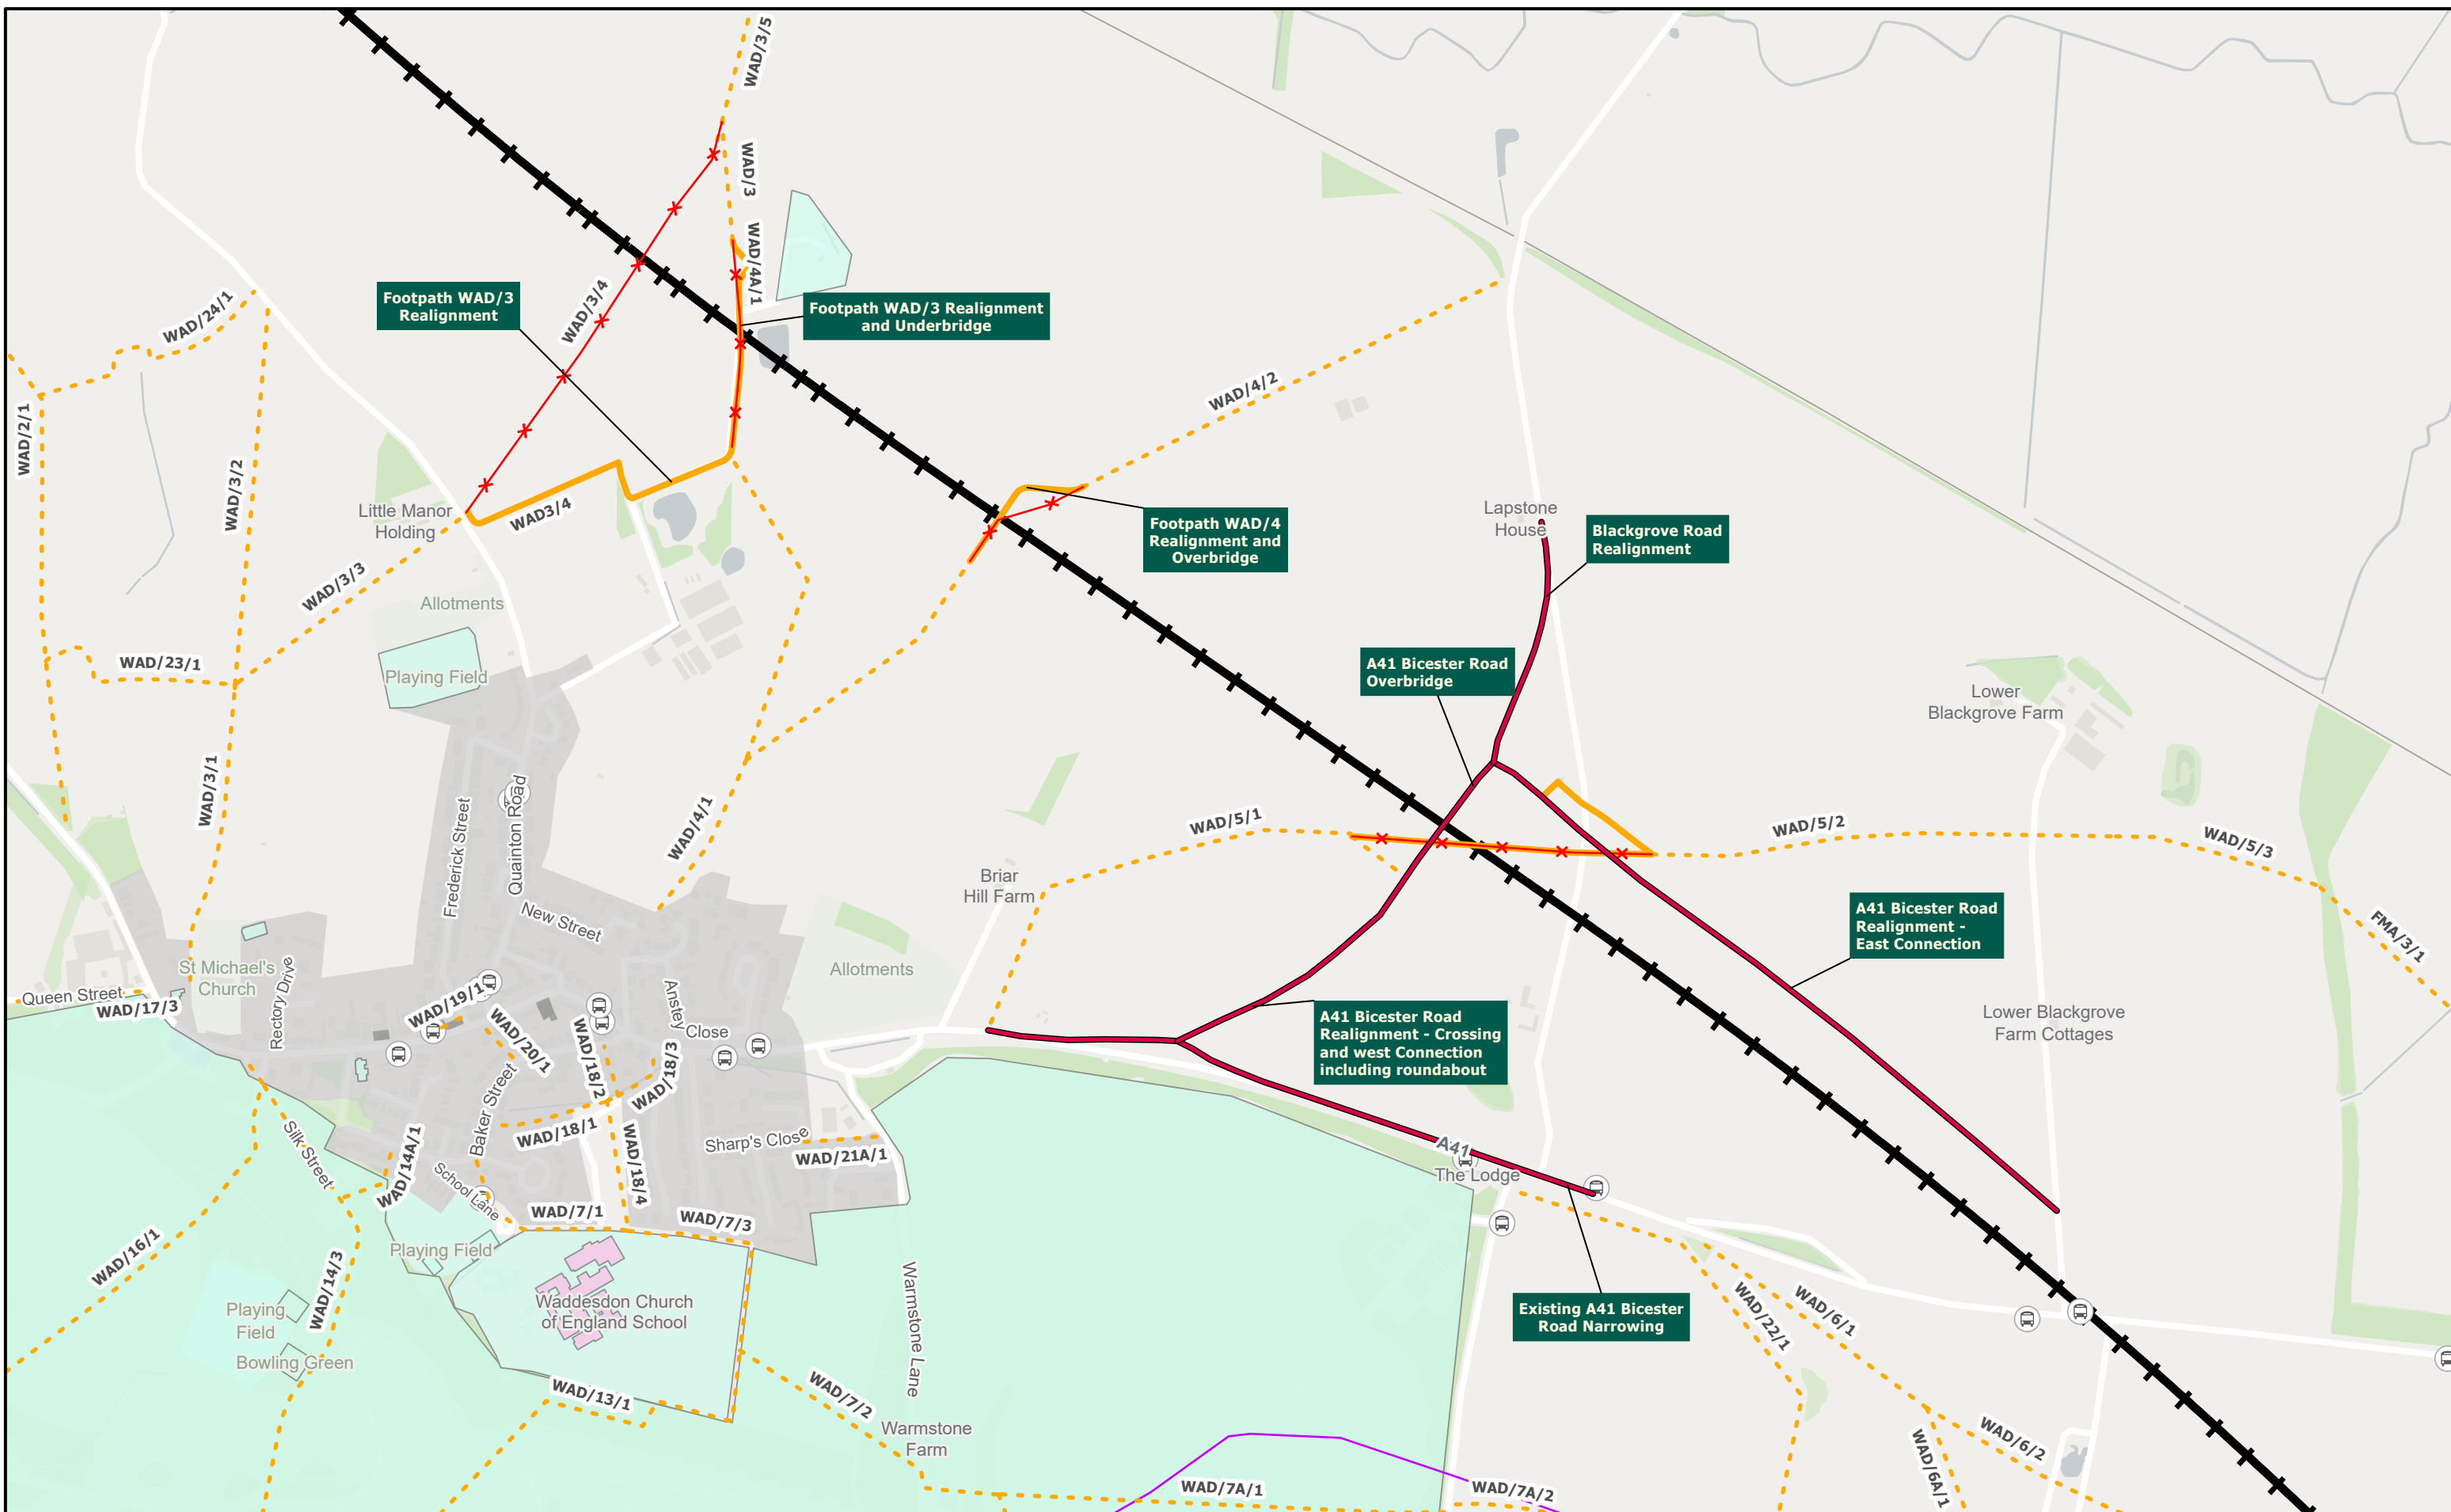 WAD/3/5
WAD/3
WAD/4A/1
WAD/24/1
Footpath WAD/3
Realignment
WAD/3/4
Footpath WAD/3 Realignment
and Underbridge
WAD/2/1
WAD/3/2
WAD/4/2
Little Manor
Holding
WAD3/4
Footpath WAD/4
Realignment and
Overbridge
Lapstone
House
Blackgrove Road
Realignment
WAD/3/3
Allotments
WAD/23/1
Playing Field
A41 Bicester Road
Overbridge
Lower
Blackgrove Farm
WAD/3/1
Frederick Street
Quainton Road
WAD/4/1
WAD/5/1
WAD/5/2
WAD/5/3
Briar
Hill Farm
New Street
A41 Bicester Road
Realignment -
East Connection
FMA/3/1
St Michael's
Church
Rectory Drive
Allotments
Queen Street
WAD/17/3
WAD/19/1
WAD/20/1
Anstey
Close
WAD/18/2
WAD/18/3
A41 Bicester Road
Realignment - Crossing
and west Connection
including roundabout
Lower Blackgrove
Farm Cottages
Baker Street
WAD/18/1
Silk Street
WAD/14A/1
School Lane
WAD/18/4
Sharp's Close
WAD/21A/1
A41
The Lodge
WAD/7/1
WAD/7/3
WAD/16/1
WAD/14/3
Playing Field
Waddesdon Church
of England School
Playing
Field
Bowling Green
Warmstone Lane
Existing A41 Bicester
Road Narrowing
WAD/22/1
WAD/6/1
WAD/13/1
WAD/7/2
Warmstone
Farm
WAD/6/2
WAD/6A/1
WAD/7A/1
WAD/7A/2